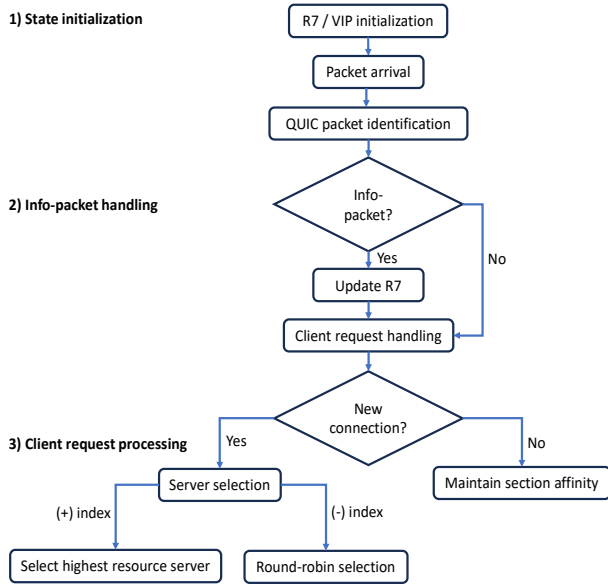 1) State initialization
R7 / VIP initialization
Packet arrival
QUIC packet identification
2) Info-packet handling
Info-
packet?
Yes
No
Update R7
Client request handling
New
connection?
3) Client request processing
Yes
No
Server selection
Maintain section affinity
(+) index
(-) index
Select highest resource server
Round-robin selection